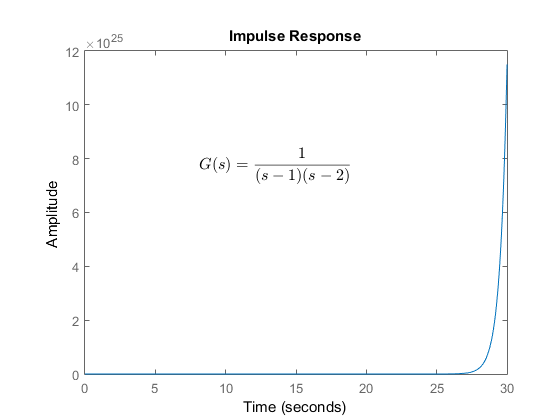 Impulse Response
×10^25
12
10
8
6
4
2
0
Amplitude
G(s) = 1/((s − 1)(s − 2))
0 5 10 15 20 25 30
Time (seconds)